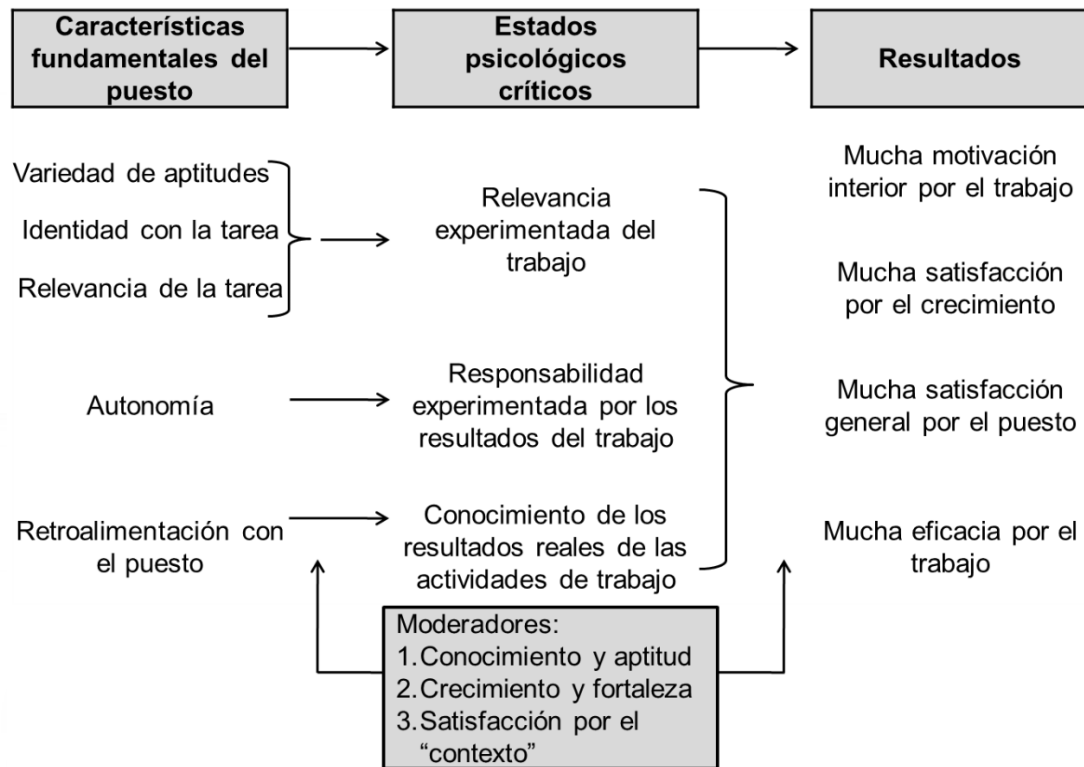 Características
fundamentales del
puesto
Estados
psicológicos
críticos
Resultados
Variedad de aptitudes
Identidad con la tarea
Relevancia de la tarea
Relevancia
experimentada del
trabajo
Mucha motivación
interior por el trabajo
Mucha satisfacción
por el crecimiento
Autonomía
Responsabilidad
experimentada por los
resultados del trabajo
Mucha satisfacción
general por el puesto
Retroalimentación con
el puesto
Conocimiento de los
resultados reales de las
actividades de trabajo
Mucha eficacia por el
trabajo
Moderadores:
1.Conocimiento y aptitud
2.Crecimiento y fortaleza
3.Satisfacción por el
“contexto”